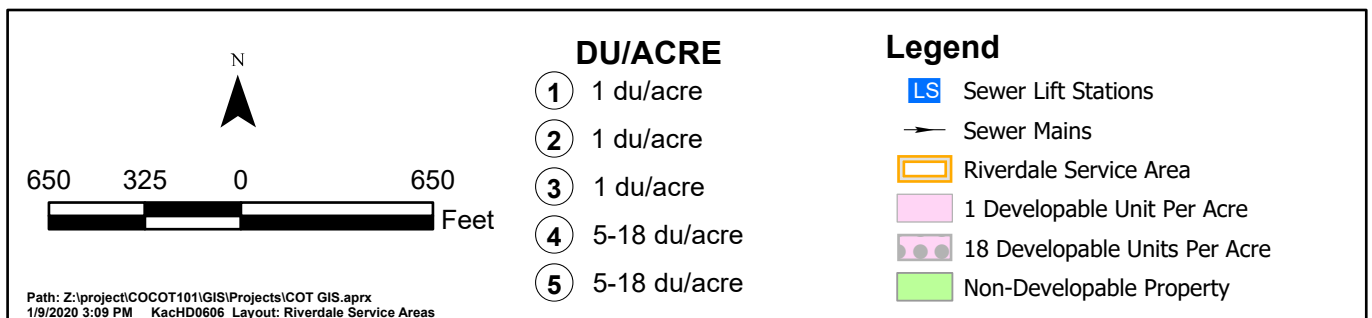 N
650 325 0 650
Feet
Path: Z:\project\COCOT101\GIS\Projects\COT GIS.aprx
1/9/2020 3:09 PM KacHD0606 Layout: Riverdale Service Areas
DU/ACRE
1 1 du/acre
2 1 du/acre
3 1 du/acre
4 5-18 du/acre
5 5-18 du/acre
Legend
LS Sewer Lift Stations
Sewer Mains
Riverdale Service Area
1 Developable Unit Per Acre
18 Developable Units Per Acre
Non-Developable Property